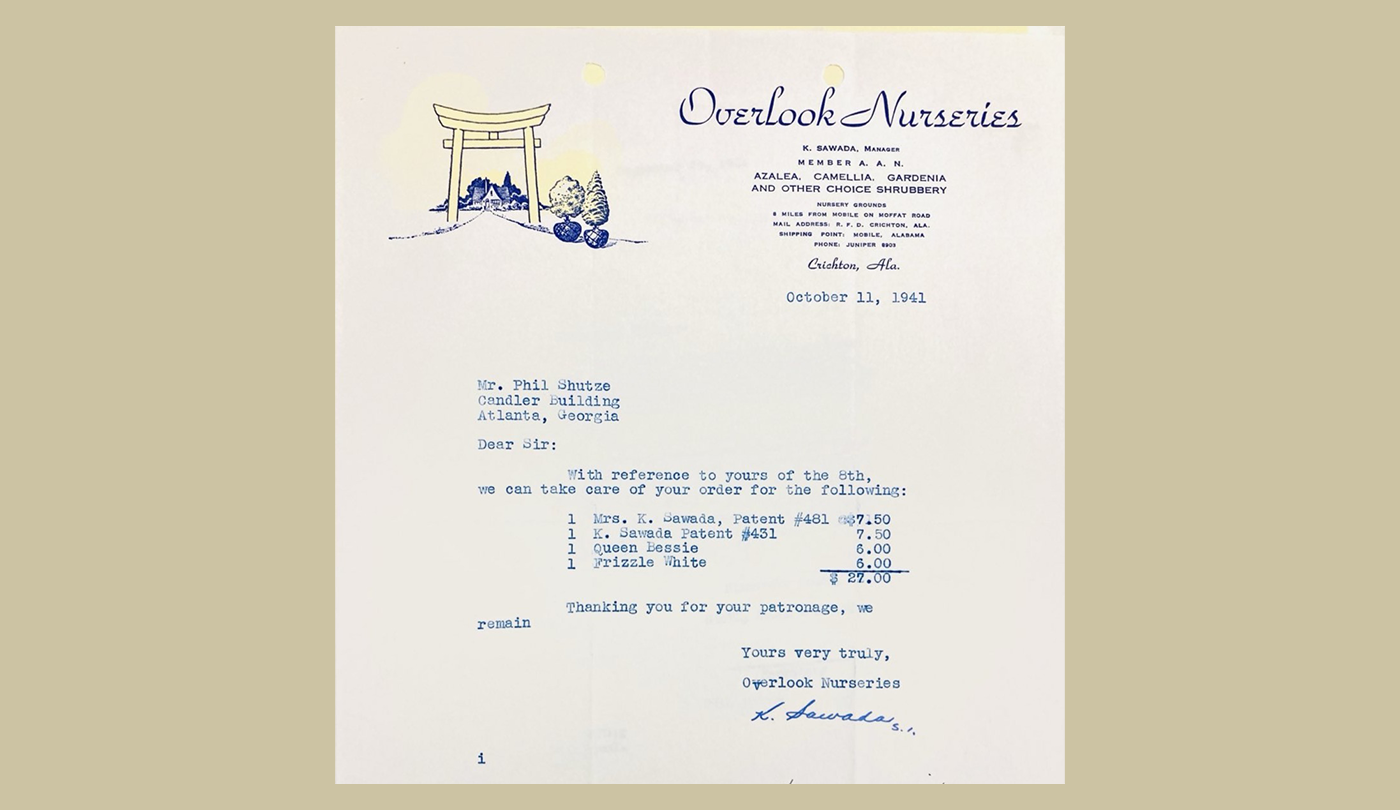 Overlook Nurseries
K. SAWADA, MANAGER
MEMBER A. A. N.
AZALEA, CAMELLIA, GARDENIA
AND OTHER CHOICE SHRUBBERY
NURSERY GROUNDS
8 MILES FROM MOBILE ON MOFFAT ROAD
MAIL ADDRESS: R. F. D. CRICHTON, ALA.
SHIPPING POINT: MOBILE, ALABAMA
PHONE: JUNIPER 8903
Crichton, Ala.
October 11, 1941
Mr. Phil Shutze
Candler Building
Atlanta, Georgia
Dear Sir:
With reference to yours of the 8th,
we can take care of your order for the following:
1 Mrs. K. Sawada, Patent #481 $7.50
1 K. Sawada Patent #431 7.50
1 Queen Bessie 6.00
1 Frizzle White 6.00
$ 27.00
Thanking you for your patronage, we
remain
Yours very truly,
Overlook Nurseries
K. Sawada
i